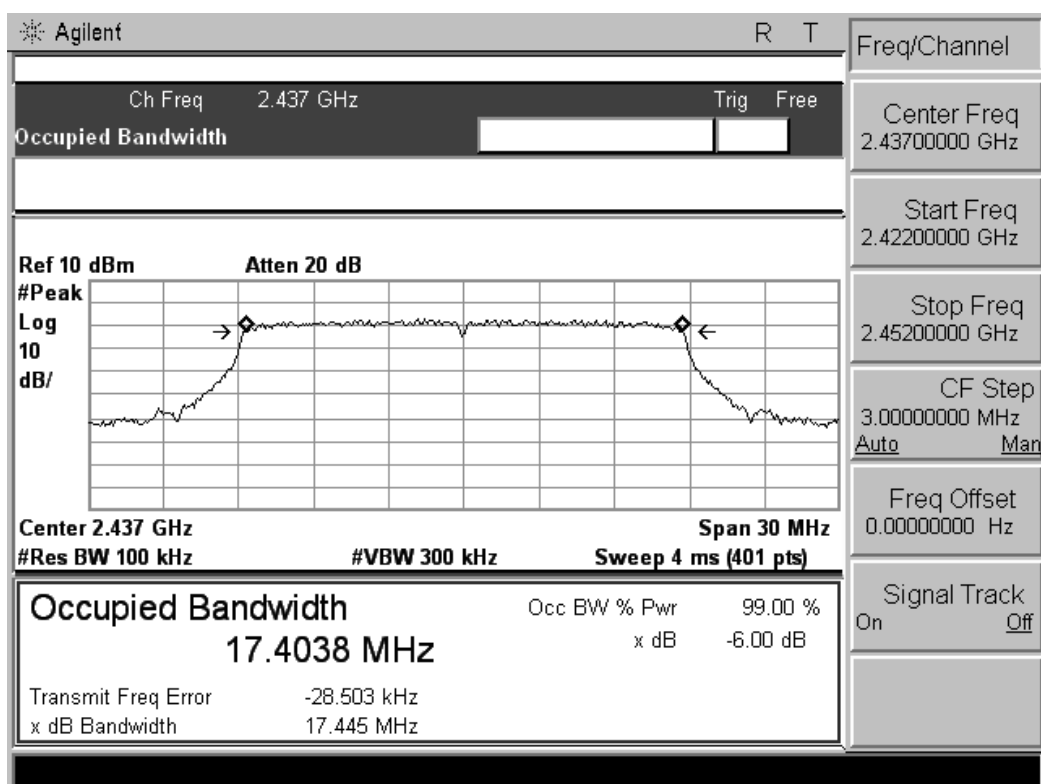 Agilent R T
Ch Freq 2.437 GHz Trig Free
Occupied Bandwidth
Ref 10 dBm Atten 20 dB
#Peak
Log
10
dB/
Center 2.437 GHz Span 30 MHz
#Res BW 100 kHz #VBW 300 kHz Sweep 4 ms (401 pts)
Occupied Bandwidth Occ BW % Pwr 99.00 %
17.4038 MHz x dB -6.00 dB
Transmit Freq Error -28.503 kHz
x dB Bandwidth 17.445 MHz
Freq/Channel
Center Freq
2.43700000 GHz
Start Freq
2.42200000 GHz
Stop Freq
2.45200000 GHz
CF Step
3.00000000 MHz
Auto Man
Freq Offset
0.00000000 Hz
Signal Track
On Off